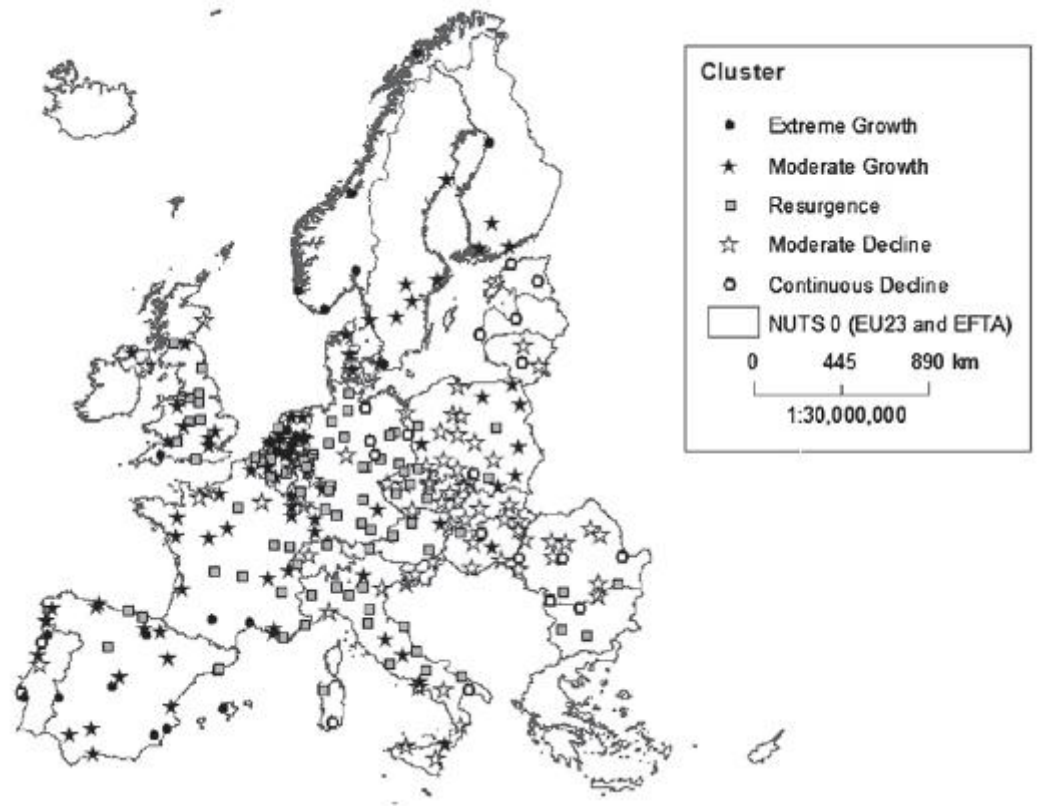 Cluster
Extreme Growth
Moderate Growth
Resurgence
Moderate Decline
Continuous Decline
NUTS 0 (EU23 and EFTA)
0 445 890 km
1:30,000,000